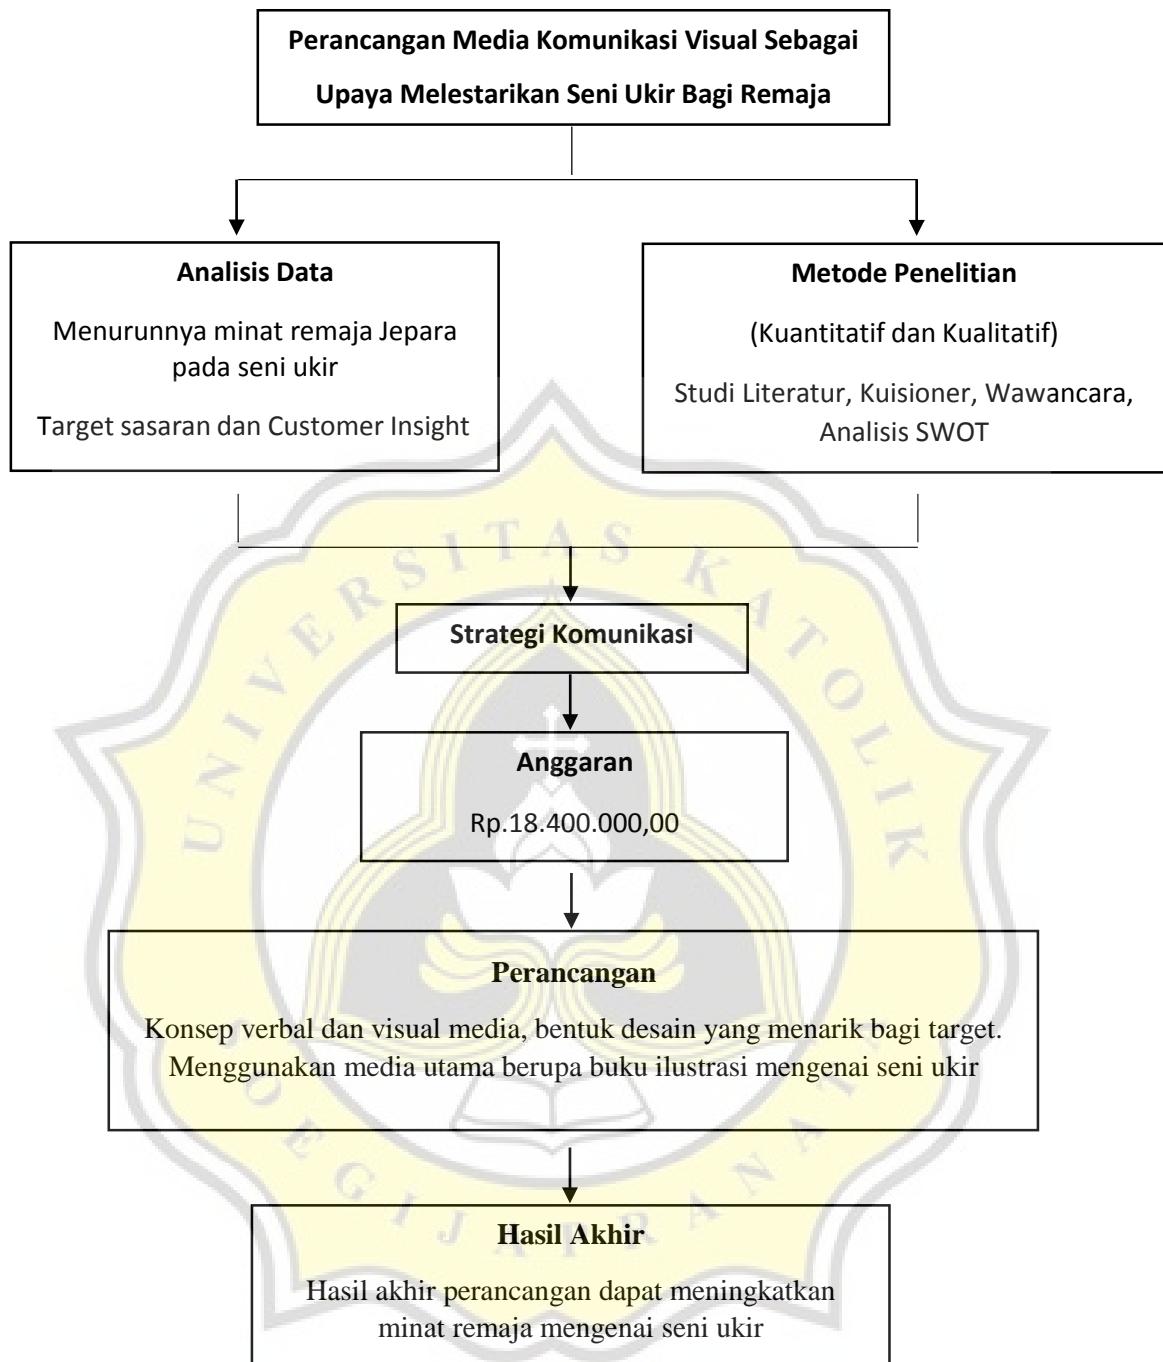 Perancangan Media Komunikasi Visual Sebagai
Upaya Melestarikan Seni Ukir Bagi Remaja
Analisis Data
Menurunnya minat remaja Jepara
pada seni ukir
Target sasaran dan Customer Insight
Metode Penelitian
(Kuantitatif dan Kualitatif)
Studi Literatur, Kuisioner, Wawancara,
Analisis SWOT
UNIVERSITAS KATOLIK
Strategi Komunikasi
Anggaran
Rp.18.400.000,00
Perancangan
Konsep verbal dan visual media, bentuk desain yang menarik bagi target.
Menggunakan media utama berupa buku ilustrasi mengenai seni ukir
SOEGIJAPRANATA
Hasil Akhir
Hasil akhir perancangan dapat meningkatkan
minat remaja mengenai seni ukir